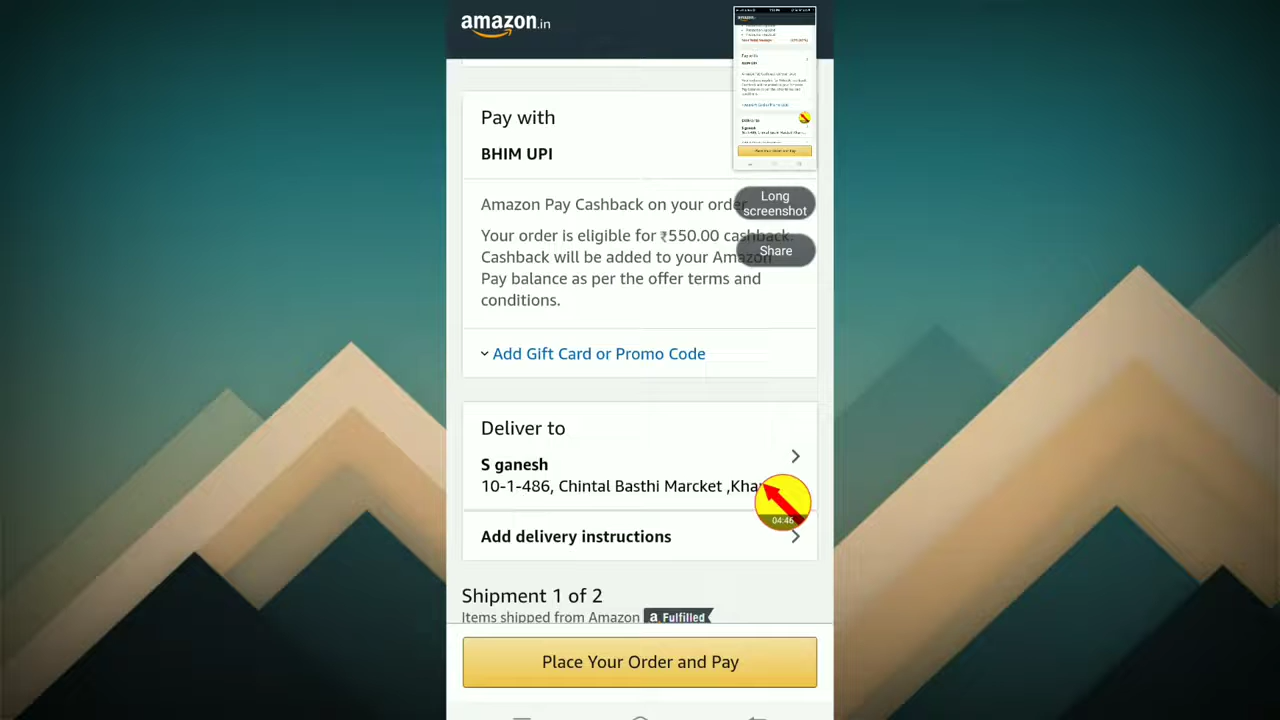 amazon.in
Pay with
BHIM UPI
Amazon Pay Cashback on your order
Your order is eligible for ₹550.00 cashback.
Cashback will be added to your Amazon
Pay balance as per the offer terms and
conditions.
Long
screenshot
Share
Add Gift Card or Promo Code
Deliver to
S ganesh
10-1-486, Chintal Basthi Marcket ,Kha
04:46
Add delivery instructions
Shipment 1 of 2
Items shipped from Amazon a Fulfilled
Place Your Order and Pay